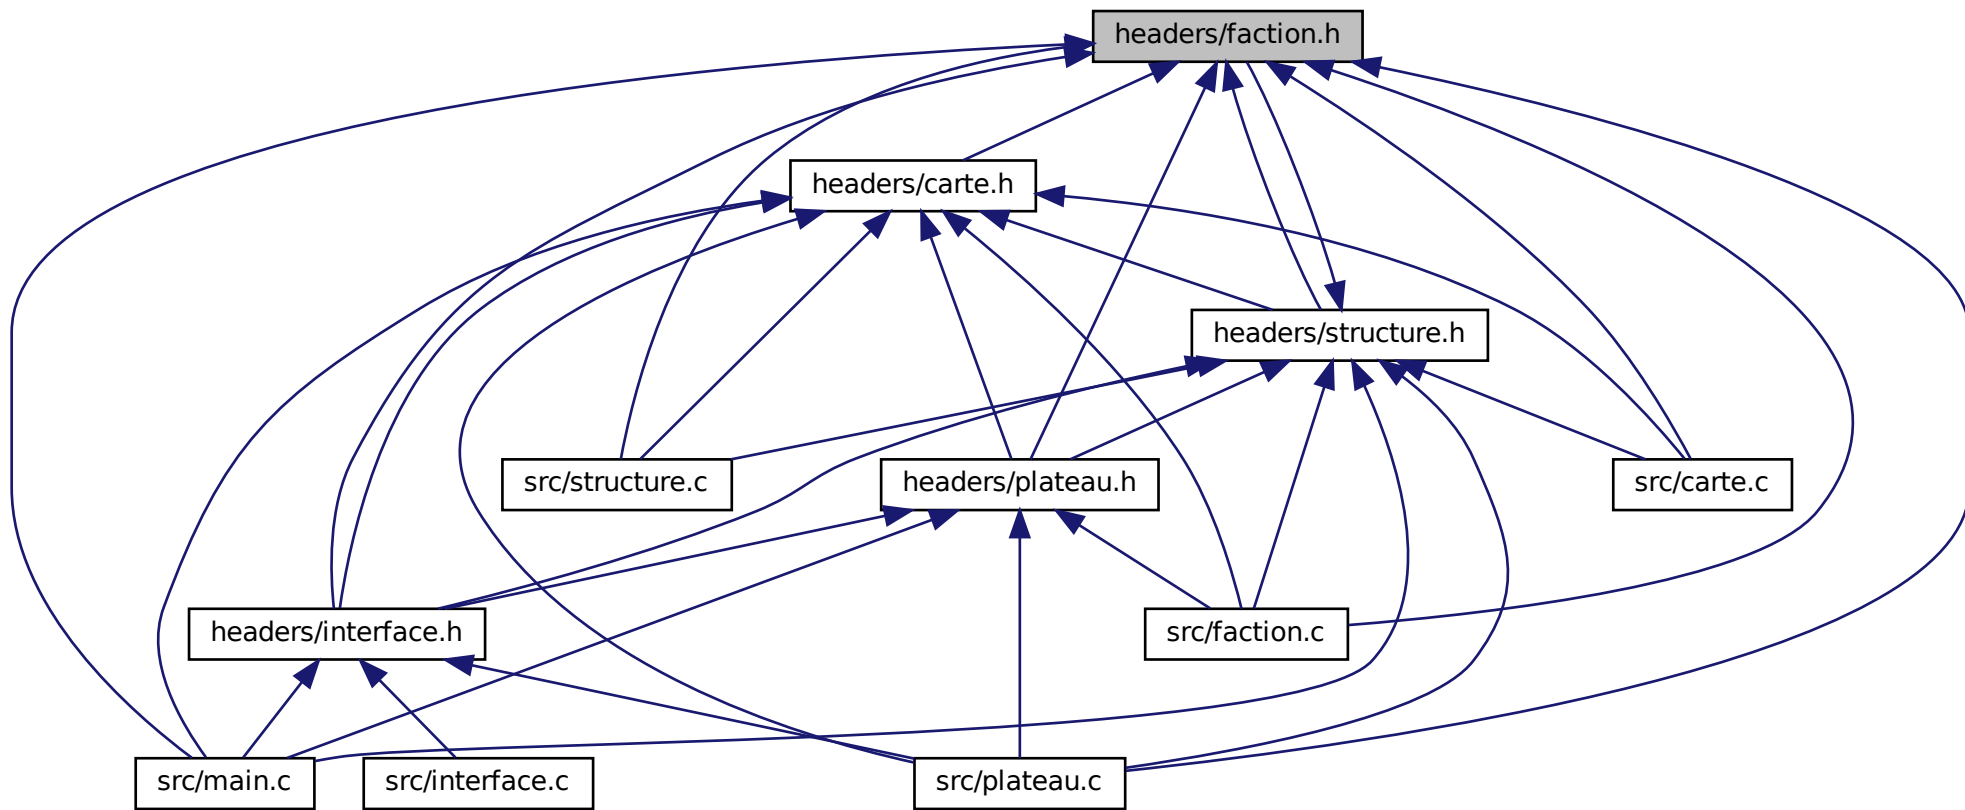 headers/faction.h
headers/carte.h
headers/structure.h
src/structure.c
headers/plateau.h
src/carte.c
headers/interface.h
src/faction.c
src/main.c
src/interface.c
src/plateau.c